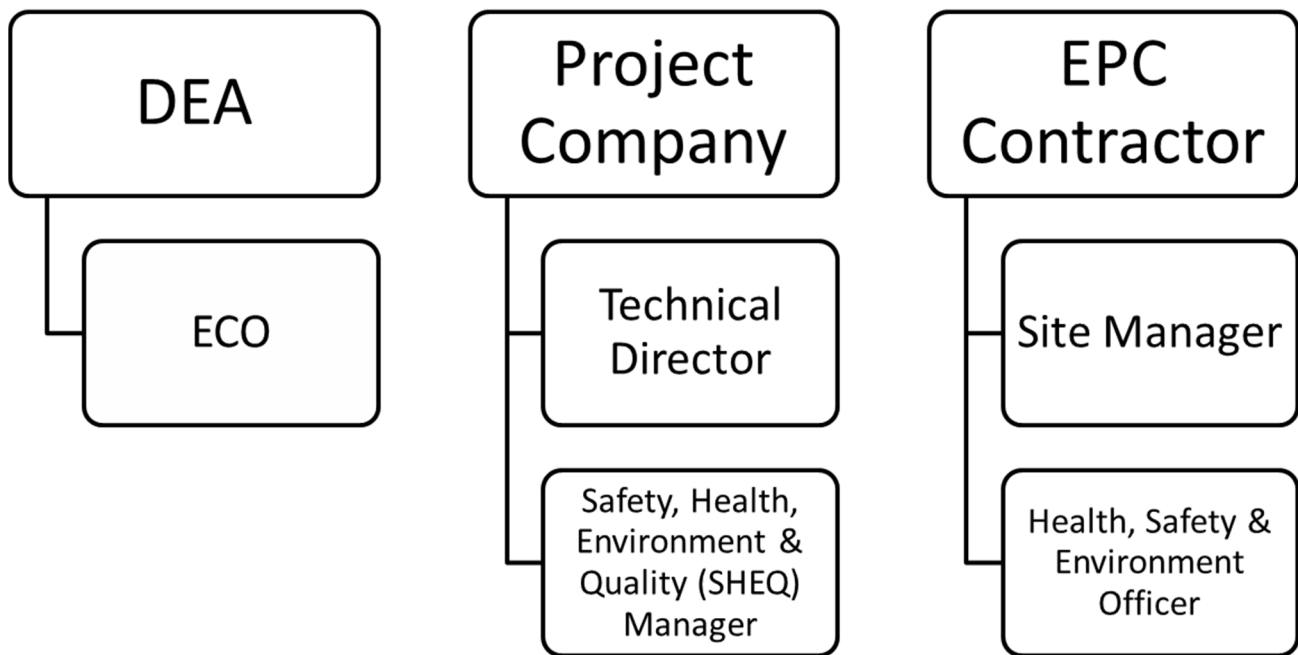 DEA
ECO
Project
Company
Technical
Director
Safety, Health,
Environment &
Quality (SHEQ)
Manager
EPC
Contractor
Site Manager
Health, Safety &
Environment
Officer